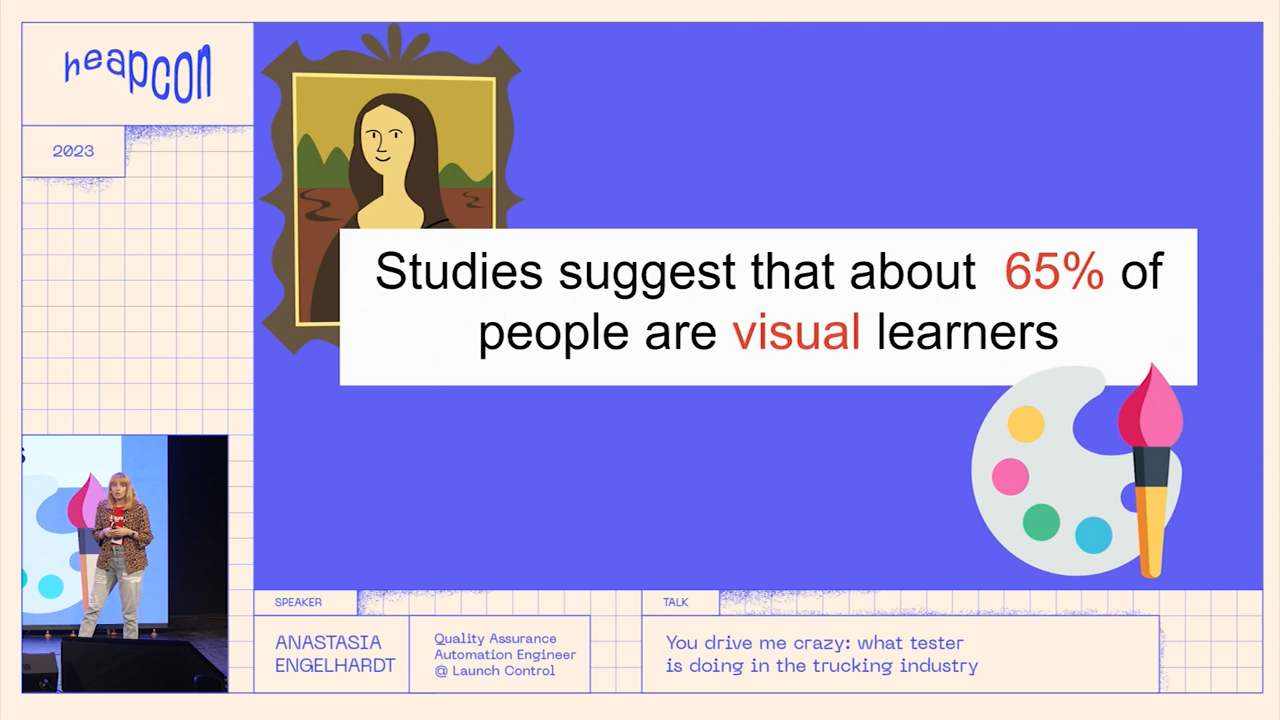 heapcon
2023
Studies suggest that about 65% of
people are visual learners
SPEAKER
ANASTASIA
ENGELHARDT
Quality Assurance
Automation Engineer
@ Launch Control
TALK
You drive me crazy: what tester
is doing in the trucking industry